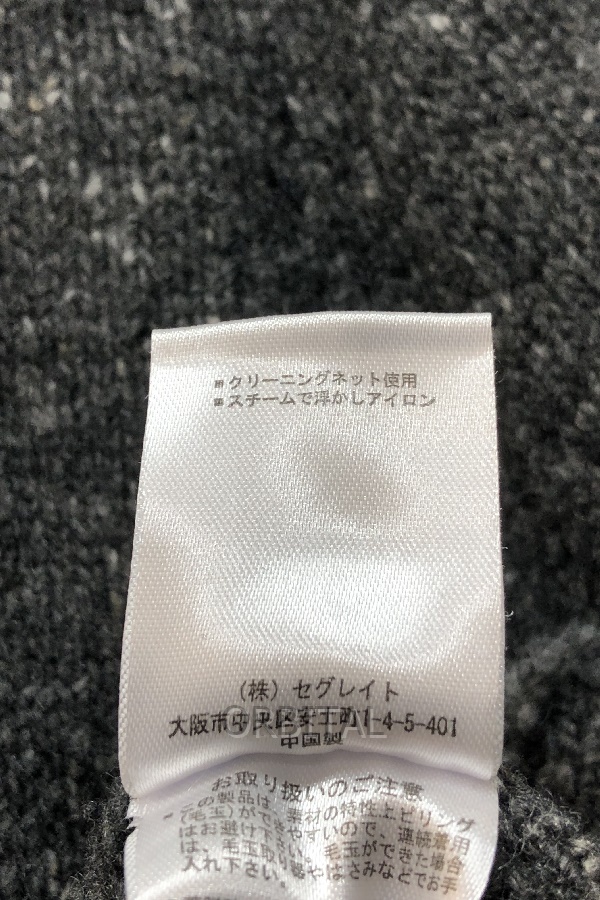 ■クリーニングネット使用
■スチームで浮かしアイロン
(株) セグレイト
大阪市中央区安土町1-4-5-401
ORBITAL
中国製
お取り扱いのご注意
この製品は、素材の特性上ピリング
(毛玉)ができやすいので、連続着用
はお避け下さい。毛玉ができた場合
は、毛玉取り器やはさみなどでお手
入れ下さい。